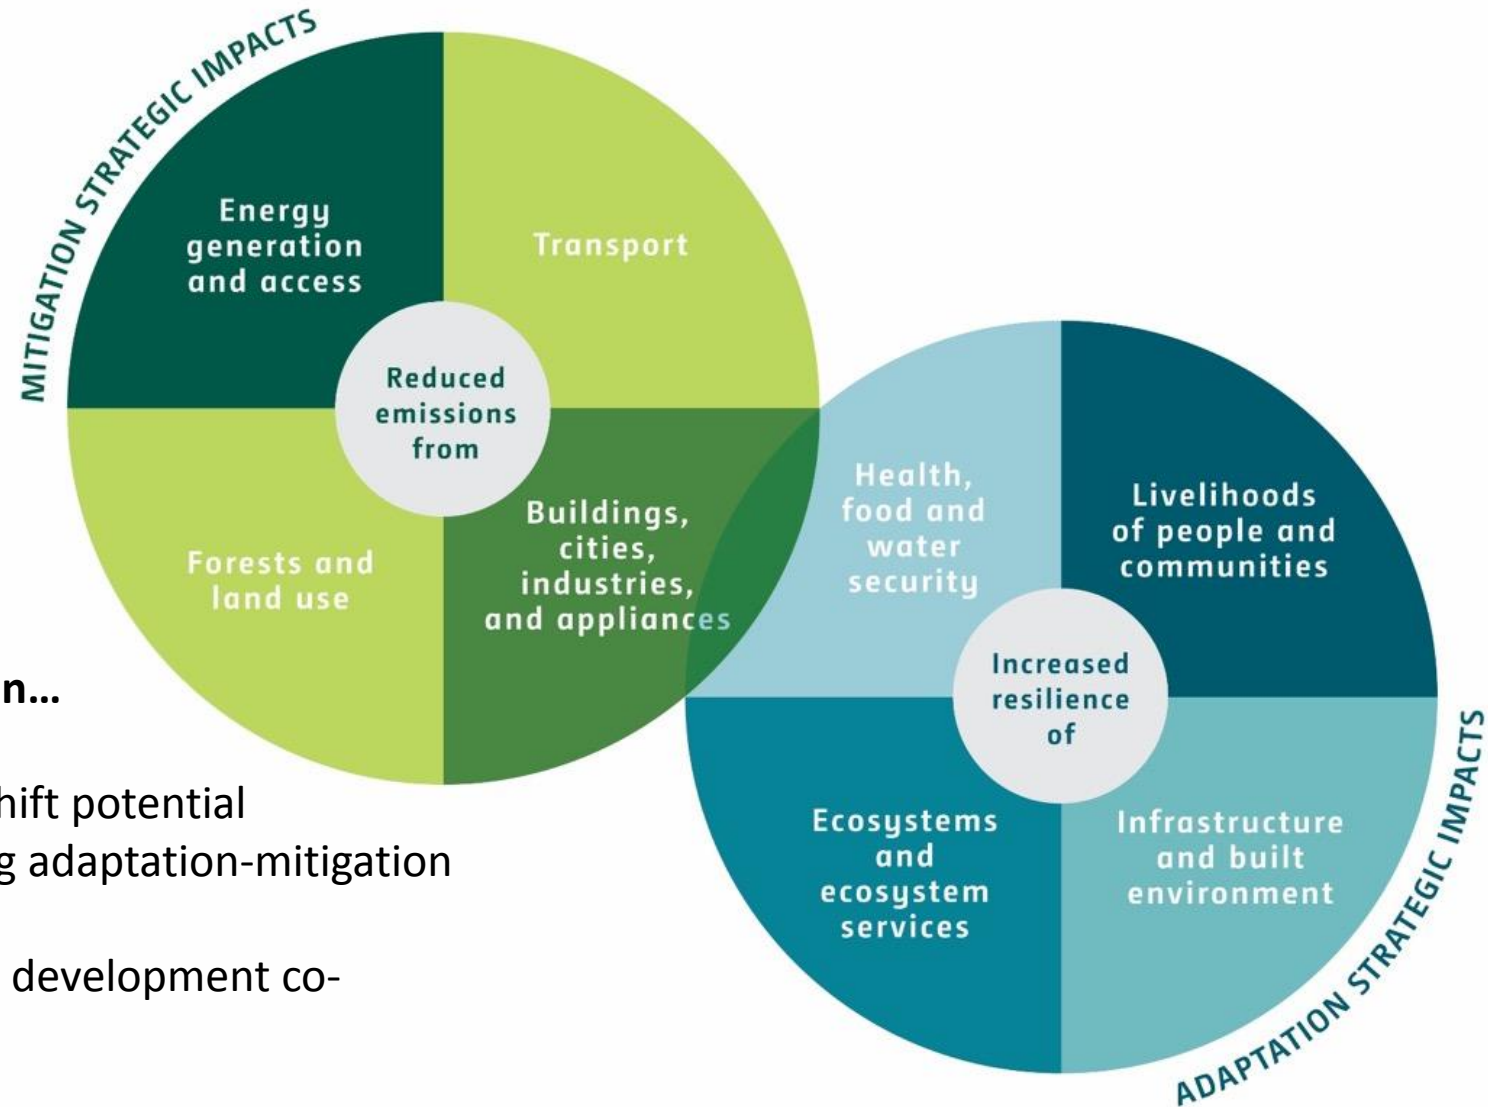 MITIGATION STRATEGIC IMPACTS
Energy
generation
and access
Transport
Reduced
emissions
from
Forests and
land use
Buildings,
cities,
industries,
and appliances
Health,
food and
water
security
Livelihoods
of people and
communities
Increased
resilience
of
Ecosystems
and
ecosystem
services
Infrastructure
and built
environment
ADAPTATION STRATEGIC IMPACTS
n…
hift potential
g adaptation-mitigation
development co-